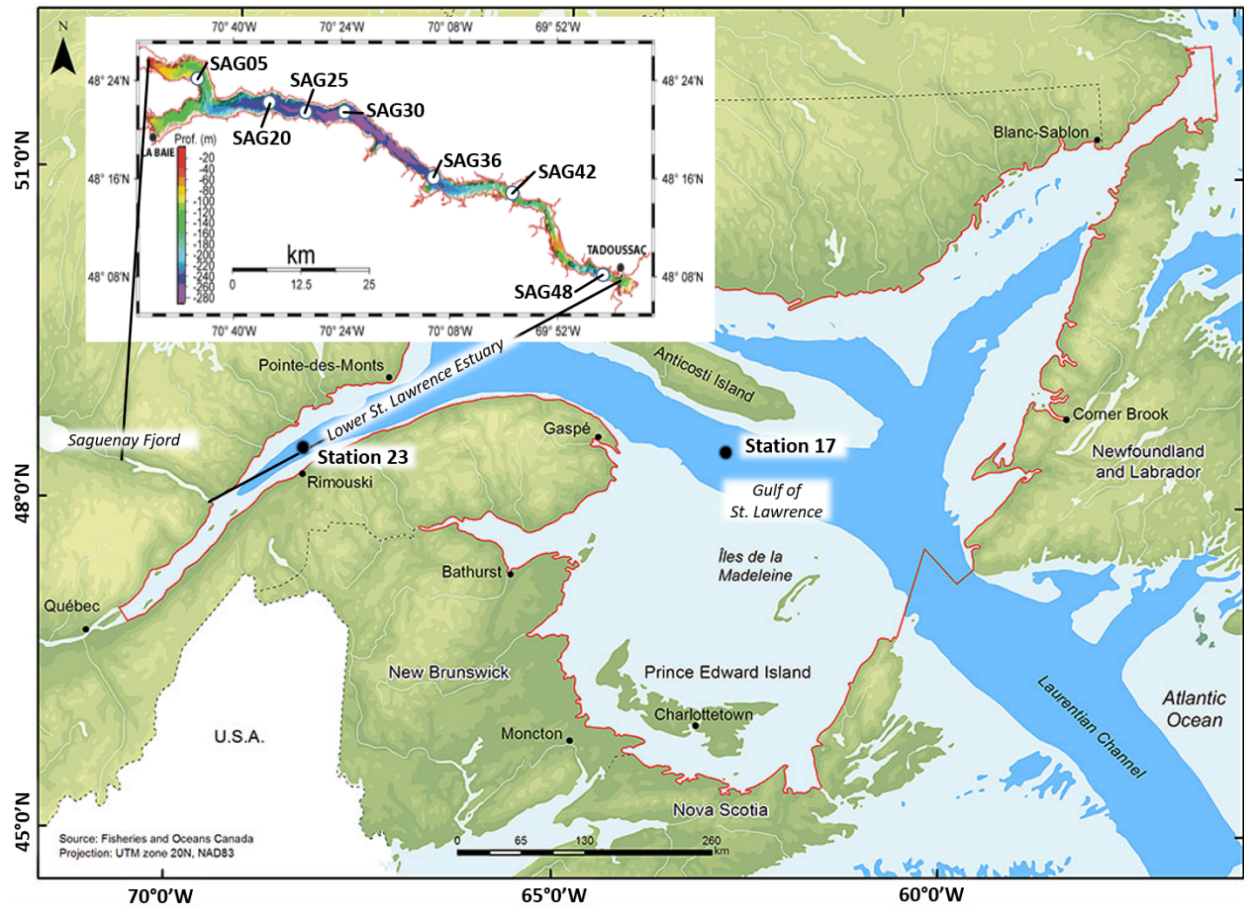 N
70° 40'W
70° 24'W
70° 08'W
69° 52'W
48° 24'N
48° 24'N
SAG05
SAG25
SAG30
SAG20
LA BAIE
Prof. (m)
-20
-60
-100
-140
-180
-200
-240
-280
SAG36
SAG42
48° 16'N
48° 16'N
km
0
12.5
25
TADOUSSAC
48° 08'N
48° 08'N
SAG48
70° 40'W
70° 24'W
70° 08'W
69° 52'W
Blanc-Sablon
51°0'N
Pointe-des-Monts
Lower St. Lawrence Estuary
Anticosti Island
Saguenay Fjord
Gaspé
Corner Brook
Station 23
Station 17
Newfoundland
and Labrador
Rimouski
48°0'N
Gulf of
St. Lawrence
Îles de la
Madeleine
Bathurst
Québec
New Brunswick
Prince Edward Island
Charlottetown
Laurentian Channel
Atlantic
Ocean
U.S.A.
Moncton
Nova Scotia
45°0'N
Source: Fisheries and Oceans Canada
Projection: UTM zone 20N, NAD83
0
65
130
260
km
70°0'W
65°0'W
60°0'W